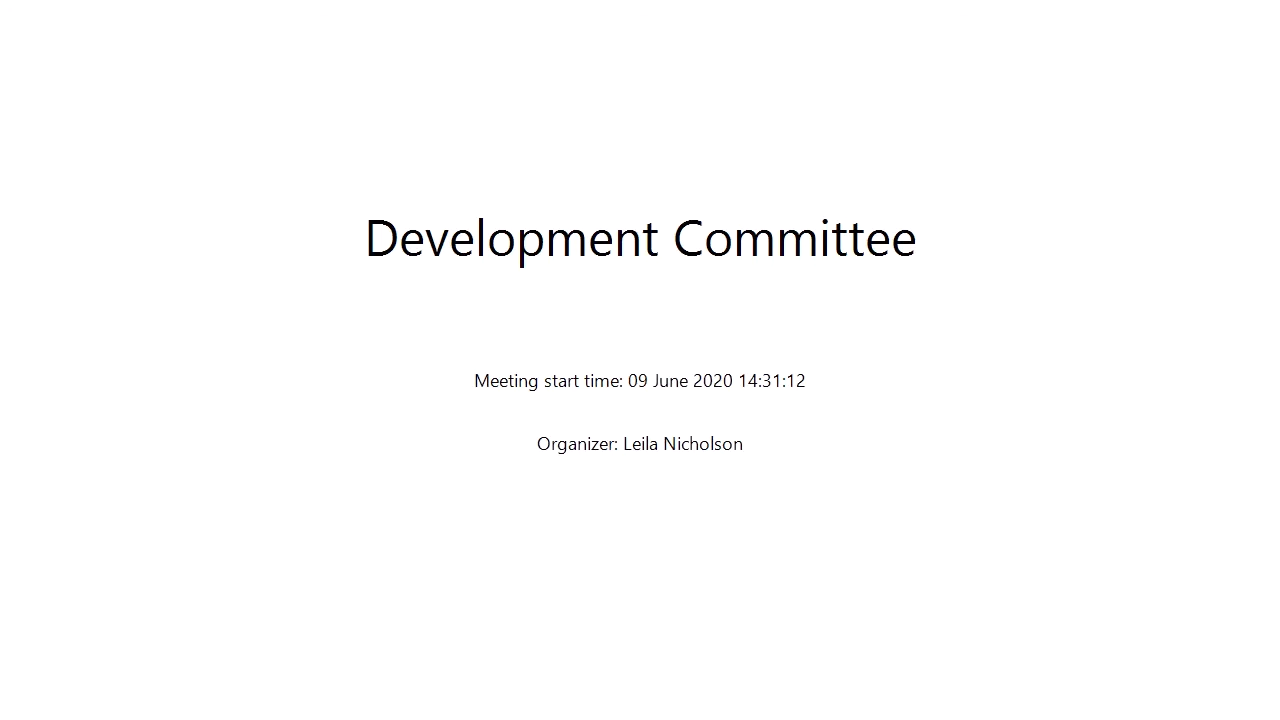 Development Committee
Meeting start time: 09 June 2020 14:31:12
Organizer: Leila Nicholson